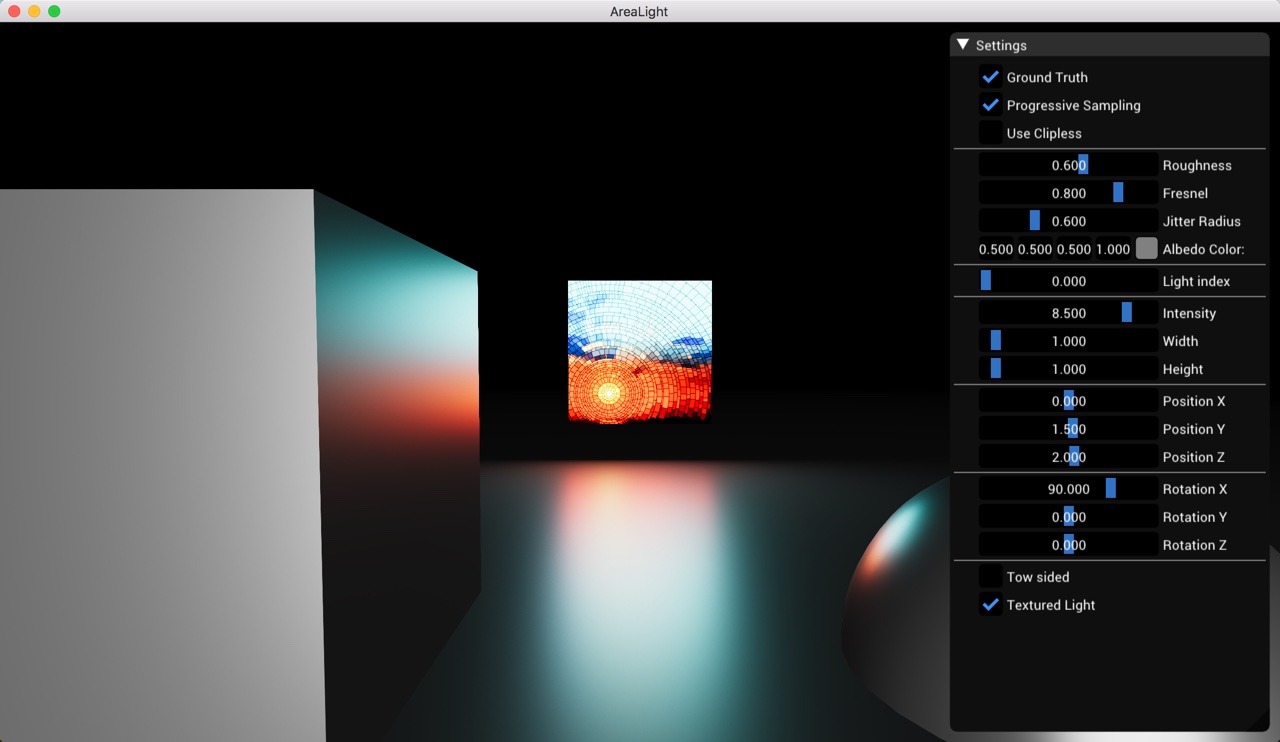 AreaLight
Settings
Ground Truth
Progressive Sampling
Use Clipless
0.600 Roughness
0.800 Fresnel
0.600 Jitter Radius
0.500 0.500 0.500 1.000 Albedo Color:
0.000 Light index
8.500 Intensity
1.000 Width
1.000 Height
0.000 Position X
1.500 Position Y
2.000 Position Z
90.000 Rotation X
0.000 Rotation Y
0.000 Rotation Z
Tow sided
Textured Light